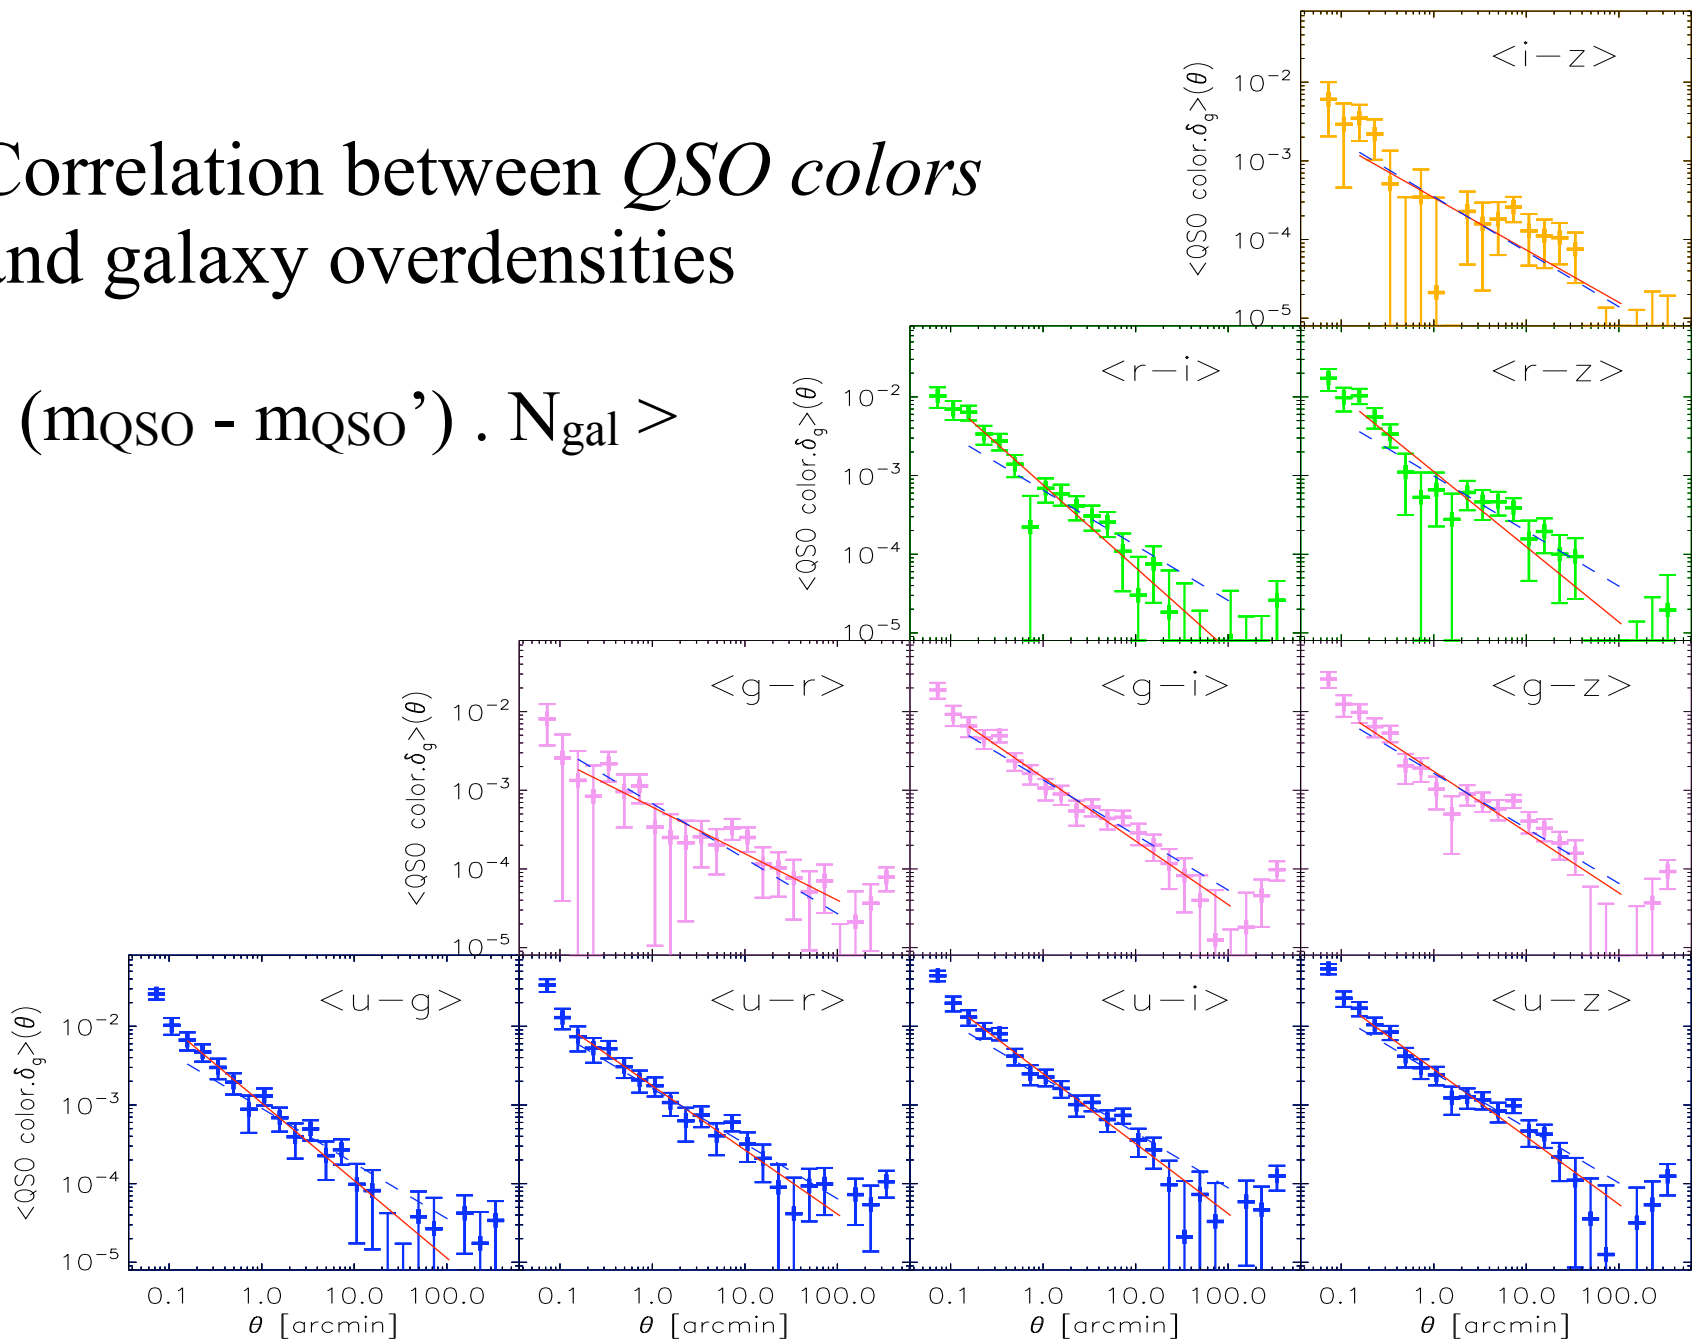 Correlation between QSO colors
and galaxy overdensities
(mQSO - mQSO’) . Ngal >
<i−z>
<QSO color.δg>(θ)
10−2
10−3
10−4
10−5
<r−i>
<r−z>
<QSO color.δg>(θ)
10−2
10−3
10−4
10−5
<g−r>
<g−i>
<g−z>
<QSO color.δg>(θ)
10−2
10−3
10−4
10−5
<u−g>
<u−r>
<u−i>
<u−z>
<QSO color.δg>(θ)
10−2
10−3
10−4
10−5
0.1 1.0 10.0 100.0 0.1 1.0 10.0 100.0 0.1 1.0 10.0 100.0 0.1 1.0 10.0 100.0
θ [arcmin] θ [arcmin] θ [arcmin] θ [arcmin]